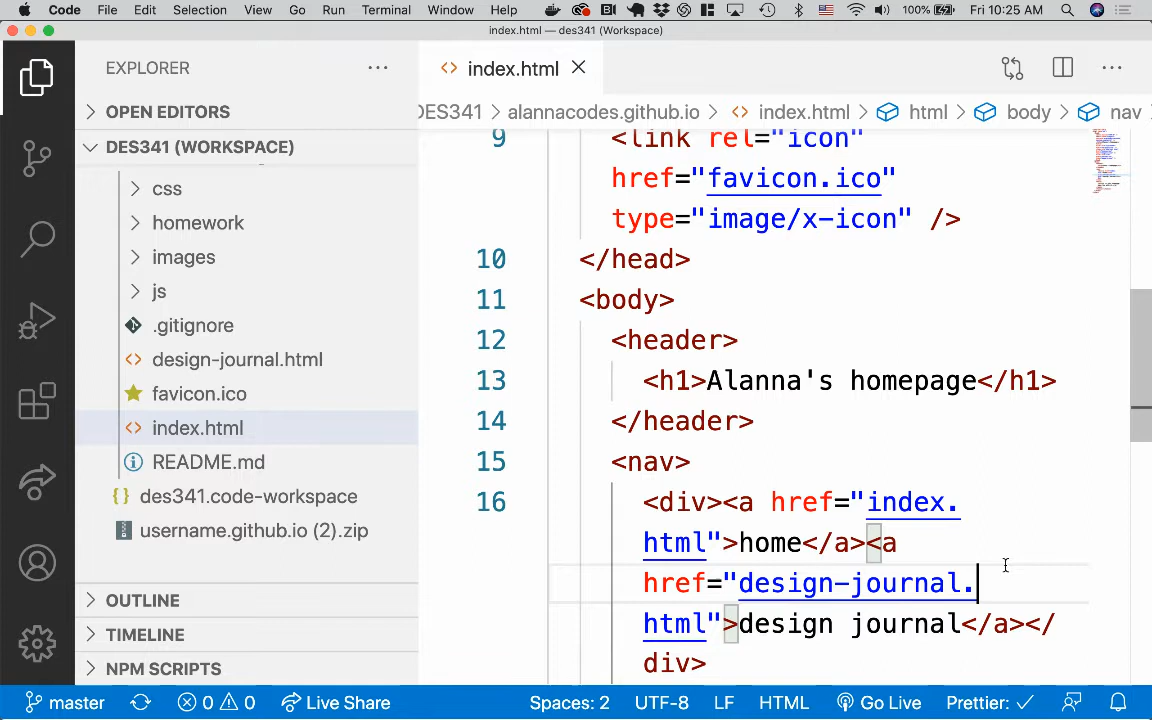 Code File Edit Selection View Go Run Terminal Window Help 100% Fri 10:25 AM
index.html — des341 (Workspace)
EXPLORER
index.html
OPEN EDITORS
DES341 > alannacodes.github.io > index.html > html > body > nav
DES341 (WORKSPACE)
css
homework
images
js
.gitignore
design-journal.html
favicon.ico
index.html
README.md
des341.code-workspace
username.github.io (2).zip
OUTLINE
TIMELINE
NPM SCRIPTS
9 <link rel="icon"
href="favicon.ico"
type="image/x-icon" />
10 </head>
11 <body>
12 <header>
13 <h1>Alanna's homepage</h1>
14 </header>
15 <nav>
16 <div><a href="index.
html">home</a><a
href="design-journal.
html">design journal</a></
div>
master 0 0 Live Share Spaces: 2 UTF-8 LF HTML Go Live Prettier: ✓